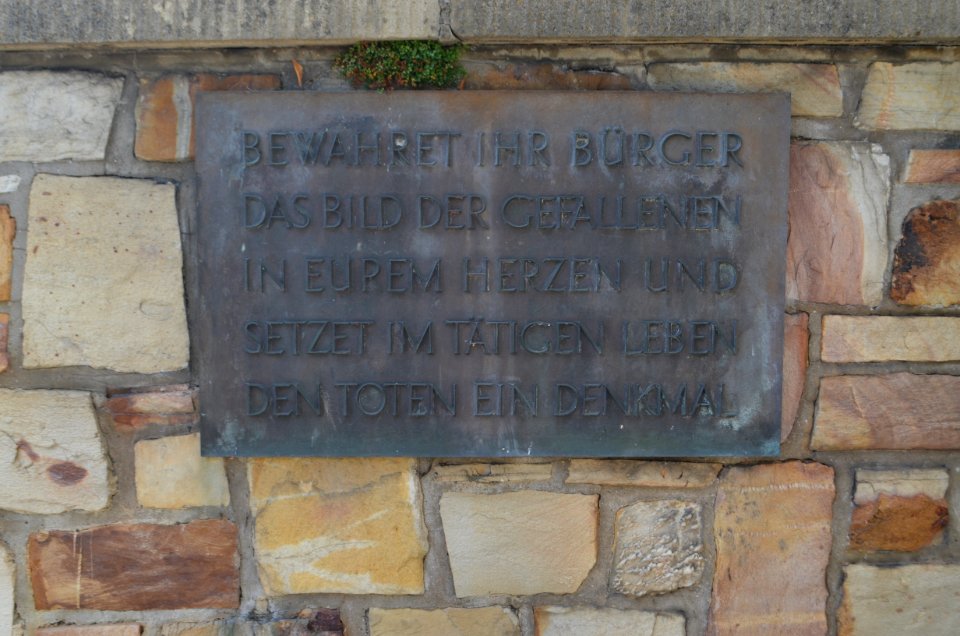 BEWAHRET IHR BÜRGER
DAS BILD DER GEFALLENEN
IN EUREM HERZEN UND
SETZET IM TÄTIGEN LEBEN
DEN TOTEN EIN DENKMAL